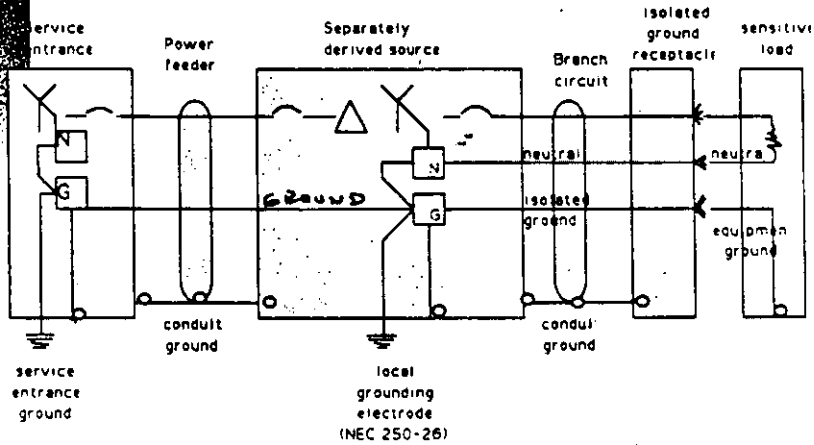 service entrance
Power feeder
Separately derived source
Branch circuit
isolated ground receptacle
sensitive load
N
G
GROUND
N
G
neutral
isolated ground
neutra
equipmen ground
conduit ground
condui ground
service entrance ground
local grounding electrode
(NEC 250-26)